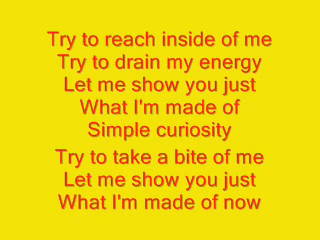 Try to reach inside of me
Try to drain my energy
Let me show you just
What I'm made of
Simple curiosity
Try to take a bite of me
Let me show you just
What I'm made of now